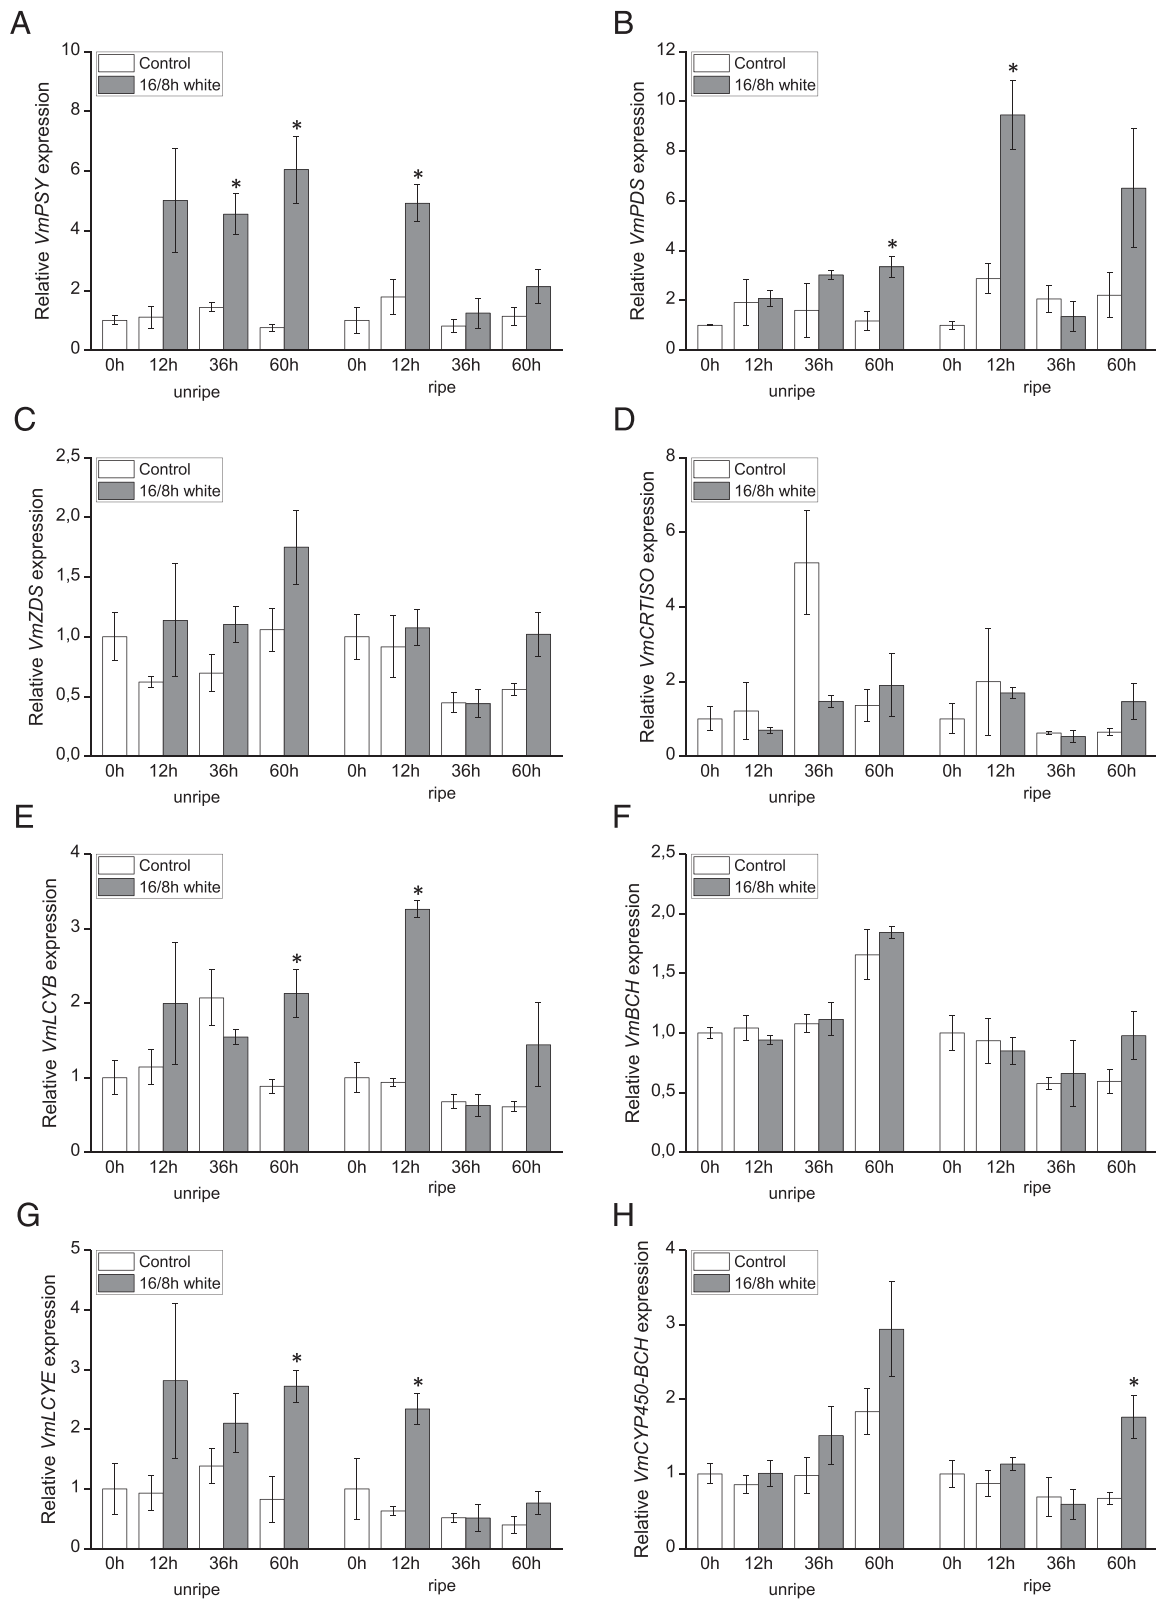 A
Relative VmPSY expression
10
8
6
4
2
0
Control
16/8h white
* * *
0h 12h 36h 60h 0h 12h 36h 60h
unripe ripe
B
Relative VmPDS expression
12
10
8
6
4
2
0
Control
16/8h white
* *
0h 12h 36h 60h 0h 12h 36h 60h
unripe ripe
C
Relative VmZDS expression
2,5
2,0
1,5
1,0
0,5
0,0
Control
16/8h white
0h 12h 36h 60h 0h 12h 36h 60h
unripe ripe
D
Relative VmCRTISO expression
8
6
4
2
0
Control
16/8h white
0h 12h 36h 60h 0h 12h 36h 60h
unripe ripe
E
Relative VmLCYB expression
4
3
2
1
0
Control
16/8h white
* *
0h 12h 36h 60h 0h 12h 36h 60h
unripe ripe
F
Relative VmBCH expression
2,5
2,0
1,5
1,0
0,5
0,0
Control
16/8h white
0h 12h 36h 60h 0h 12h 36h 60h
unripe ripe
G
Relative VmLCYE expression
5
4
3
2
1
0
Control
16/8h white
* *
0h 12h 36h 60h 0h 12h 36h 60h
unripe ripe
H
Relative VmCYP450-BCH expression
4
3
2
1
0
Control
16/8h white
*
0h 12h 36h 60h 0h 12h 36h 60h
unripe ripe